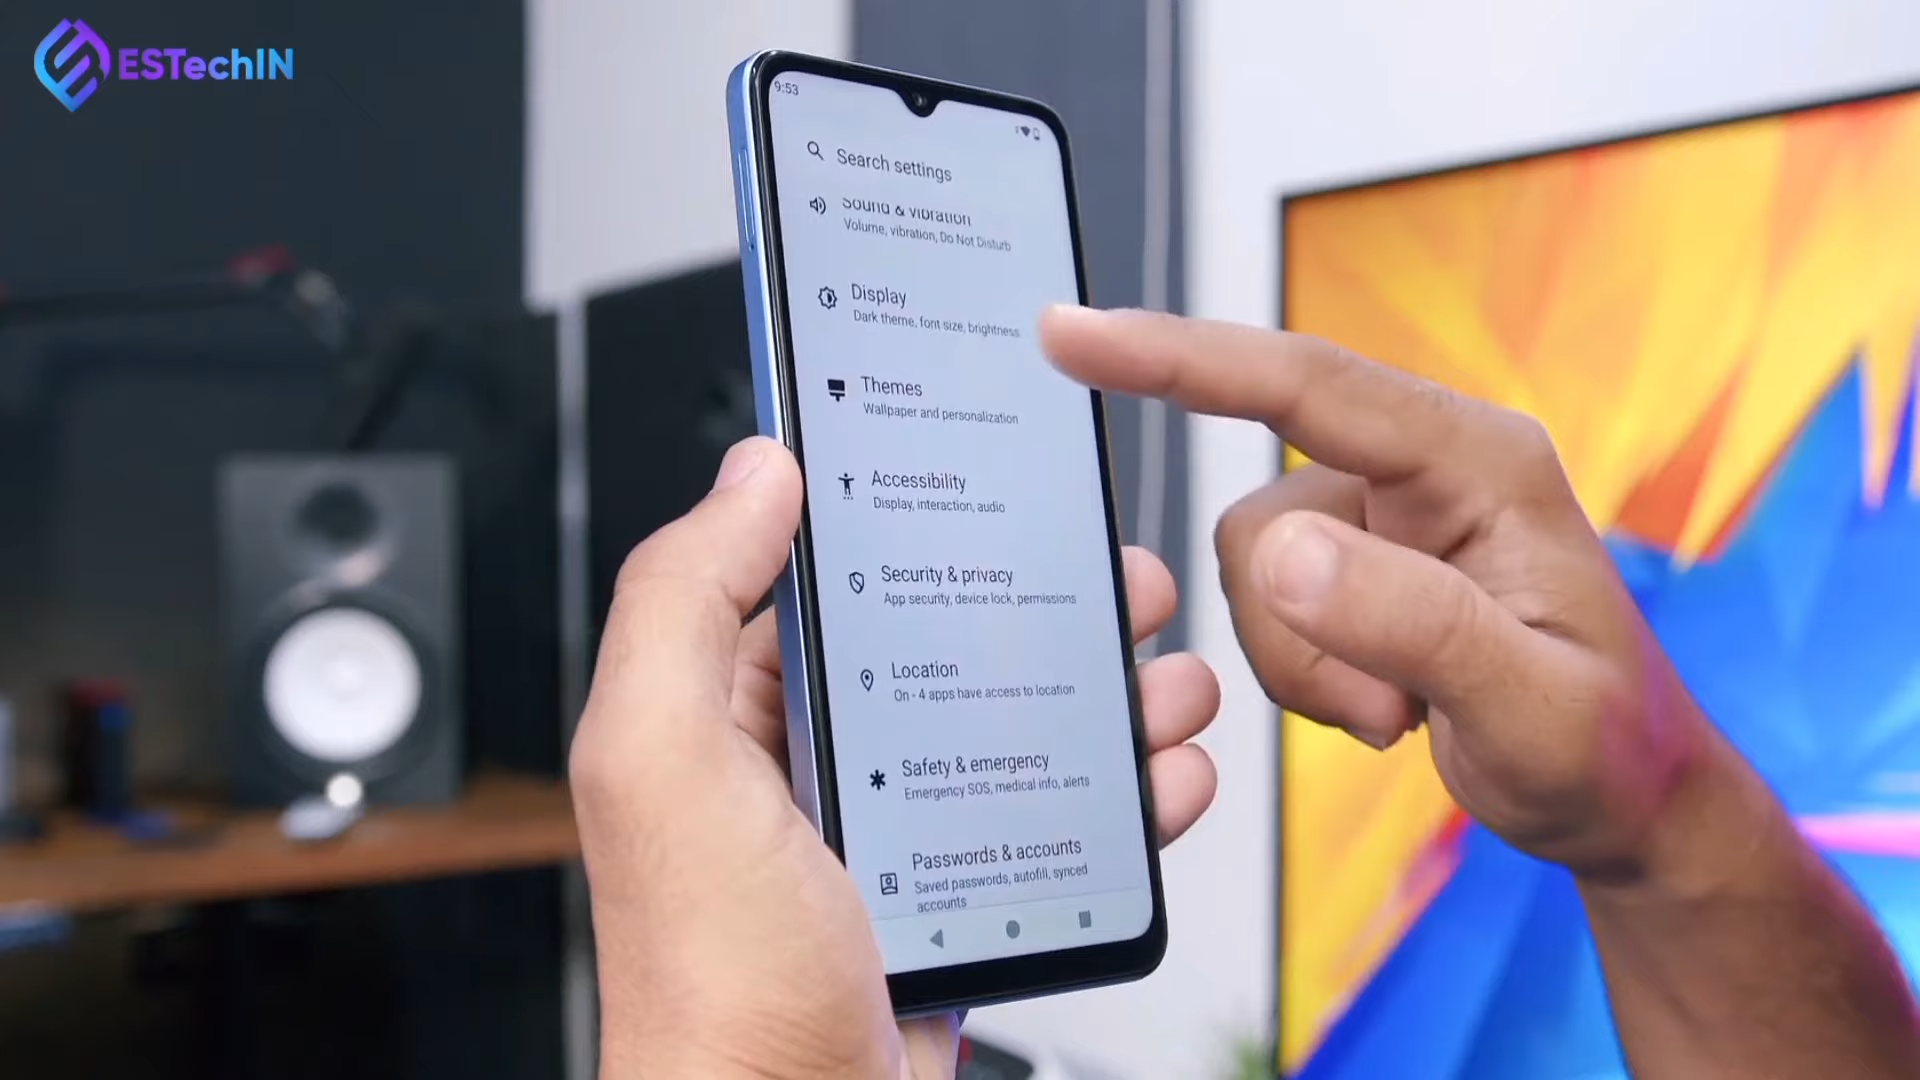 ESTechIN
9:53
Search settings
Sound & vibration
Volume, vibration, Do Not Disturb
Display
Dark theme, font size, brightness
Themes
Wallpaper and personalization
Accessibility
Display, interaction, audio
Security & privacy
App security, device lock, permissions
Location
On - 4 apps have access to location
Safety & emergency
Emergency SOS, medical info, alerts
Passwords & accounts
Saved passwords, autofill, synced
accounts